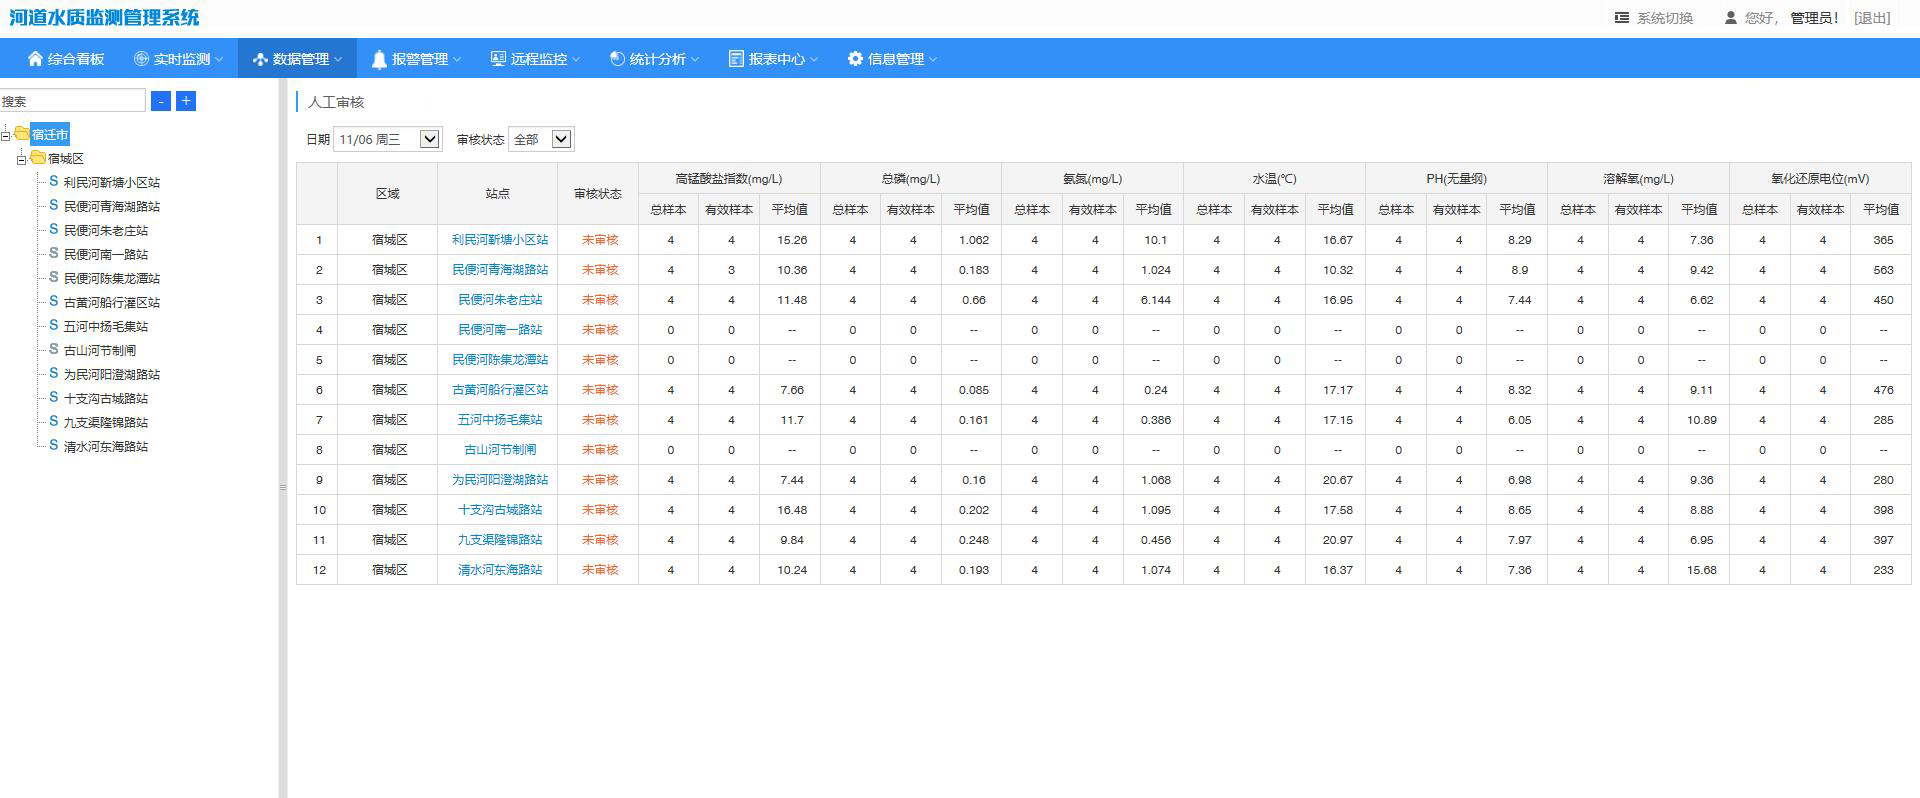 河道水质监测管理系统
系统切换 您好, 管理员! [退出]
综合看板 实时监测 数据管理 报警管理 远程监控 统计分析 报表中心 信息管理
搜索 - +
宿迁市
宿城区
S 利民河靳塘小区站
S 民便河青海湖路站
S 民便河朱老庄站
S 民便河南一路站
S 民便河陈集龙潭站
S 古黄河船行灌区站
S 五河中扬毛集站
S 古山河节制闸
S 为民河阳澄湖路站
S 十支沟古城路站
S 九支渠隆锦路站
S 清水河东海路站
人工审核
日期 11/06 周三 审核状态 全部
区域 站点 审核状态 高锰酸盐指数(mg/L) 总磷(mg/L) 氨氮(mg/L) 水温(℃) PH(无量纲) 溶解氧(mg/L) 氧化还原电位(mV)
总样本 有效样本 平均值 总样本 有效样本 平均值 总样本 有效样本 平均值 总样本 有效样本 平均值 总样本 有效样本 平均值 总样本 有效样本 平均值 总样本 有效样本 平均值
1 宿城区 利民河靳塘小区站 未审核 4 4 15.26 4 4 1.062 4 4 10.1 4 4 16.67 4 4 8.29 4 4 7.36 4 4 365
2 宿城区 民便河青海湖路站 未审核 4 3 10.36 4 4 0.183 4 4 1.024 4 4 10.32 4 4 8.9 4 4 9.42 4 4 563
3 宿城区 民便河朱老庄站 未审核 4 4 11.48 4 4 0.66 4 4 6.144 4 4 16.95 4 4 7.44 4 4 6.62 4 4 450
4 宿城区 民便河南一路站 未审核 0 0 -- 0 0 -- 0 0 -- 0 0 -- 0 0 -- 0 0 -- 0 0 --
5 宿城区 民便河陈集龙潭站 未审核 0 0 -- 0 0 -- 0 0 -- 0 0 -- 0 0 -- 0 0 -- 0 0 --
6 宿城区 古黄河船行灌区站 未审核 4 4 7.66 4 4 0.085 4 4 0.24 4 4 17.17 4 4 8.32 4 4 9.11 4 4 476
7 宿城区 五河中扬毛集站 未审核 4 4 11.7 4 4 0.161 4 4 0.386 4 4 17.15 4 4 6.05 4 4 10.89 4 4 285
8 宿城区 古山河节制闸 未审核 0 0 -- 0 0 -- 0 0 -- 0 0 -- 0 0 -- 0 0 -- 0 0 --
9 宿城区 为民河阳澄湖路站 未审核 4 4 7.44 4 4 0.16 4 4 1.068 4 4 20.67 4 4 6.98 4 4 9.36 4 4 280
10 宿城区 十支沟古城路站 未审核 4 4 16.48 4 4 0.202 4 4 1.095 4 4 17.58 4 4 8.65 4 4 8.88 4 4 398
11 宿城区 九支渠隆锦路站 未审核 4 4 9.84 4 4 0.248 4 4 0.456 4 4 20.97 4 4 7.97 4 4 6.95 4 4 397
12 宿城区 清水河东海路站 未审核 4 4 10.24 4 4 0.193 4 4 1.074 4 4 16.37 4 4 7.36 4 4 15.68 4 4 233